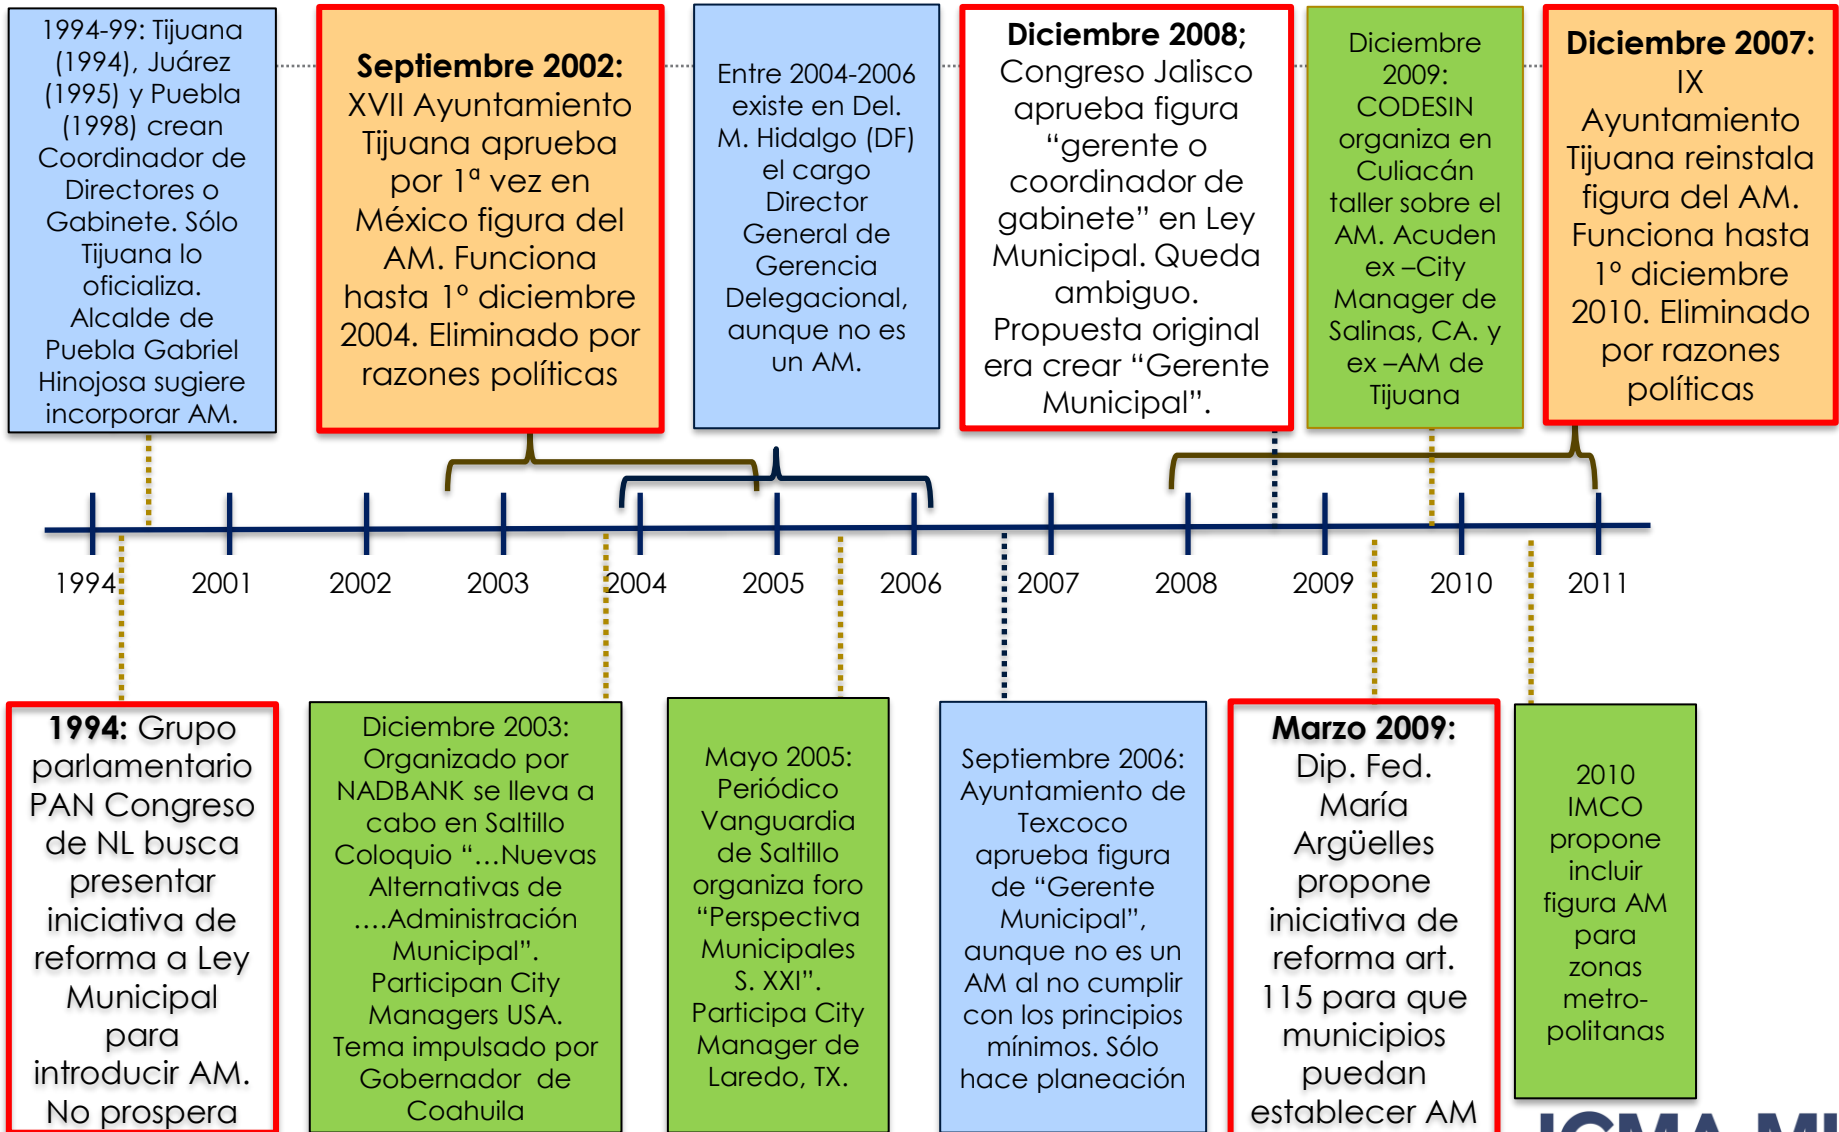 1994-99: Tijuana
(1994), Juárez
(1995) y Puebla
(1998) crean
Coordinador de
Directores o
Gabinete. Sólo
Tijuana lo
oficializa.
Alcalde de
Puebla Gabriel
Hinojosa sugiere
incorporar AM.
Septiembre 2002:
XVII Ayuntamiento
Tijuana aprueba
por 1ª vez en
México figura del
AM. Funciona
hasta 1º diciembre
2004. Eliminado por
razones políticas
Entre 2004-2006
existe en Del.
M. Hidalgo (DF)
el cargo
Director
General de
Gerencia
Delegacional,
aunque no es
un AM.
Diciembre 2008;
Congreso Jalisco
aprueba figura
“gerente o
coordinador de
gabinete” en Ley
Municipal. Queda
ambiguo.
Propuesta original
era crear “Gerente
Municipal”.
Diciembre
2009:
CODESIN
organiza en
Culiacán
taller sobre el
AM. Acuden
ex –City
Manager de
Salinas, CA. y
ex –AM de
Tijuana
Diciembre 2007:
IX
Ayuntamiento
Tijuana reinstala
figura del AM.
Funciona hasta
1º diciembre
2010. Eliminado
por razones
políticas
1994 2001 2002 2003 2004 2005 2006 2007 2008 2009 2010 2011
1994: Grupo
parlamentario
PAN Congreso
de NL busca
presentar
iniciativa de
reforma a Ley
Municipal
para
introducir AM.
No prospera
Diciembre 2003:
Organizado por
NADBANK se lleva a
cabo en Saltillo
Coloquio “…Nuevas
Alternativas de
….Administración
Municipal”.
Participan City
Managers USA.
Tema impulsado por
Gobernador de
Coahuila
Mayo 2005:
Periódico
Vanguardia
de Saltillo
organiza foro
“Perspectiva
Municipales
S. XXI”.
Participa City
Manager de
Laredo, TX.
Septiembre 2006:
Ayuntamiento de
Texcoco
aprueba figura
de “Gerente
Municipal”,
aunque no es un
AM al no cumplir
con los principios
mínimos. Sólo
hace planeación
Marzo 2009:
Dip. Fed.
María
Argüelles
propone
iniciativa de
reforma art.
115 para que
municipios
puedan
establecer AM
2010
IMCO
propone
incluir
figura AM
para
zonas
metro-
politanas